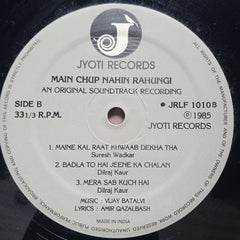 JYOTI RECORDS
MAIN CHUP NAHIN RAHUNGI
AN ORIGINAL SOUNDTRACK RECORDING
SIDE B
33 1/3 R.P.M.
JRLF 1010B
℗ 1985
JYOTI RECORDS
1. MAINE KAL RAAT KHWAAB DEKHA THA
Suresh Wadkar
2. BADLA TO HAI JEENE KA CHALAN
Dilraj Kaur
3. MERA SAB KUCH HAI
Dilraj Kaur
MUSIC : VIJAY BATALVI
LYRICS : AMIR QAZALBASH
MADE IN INDIA